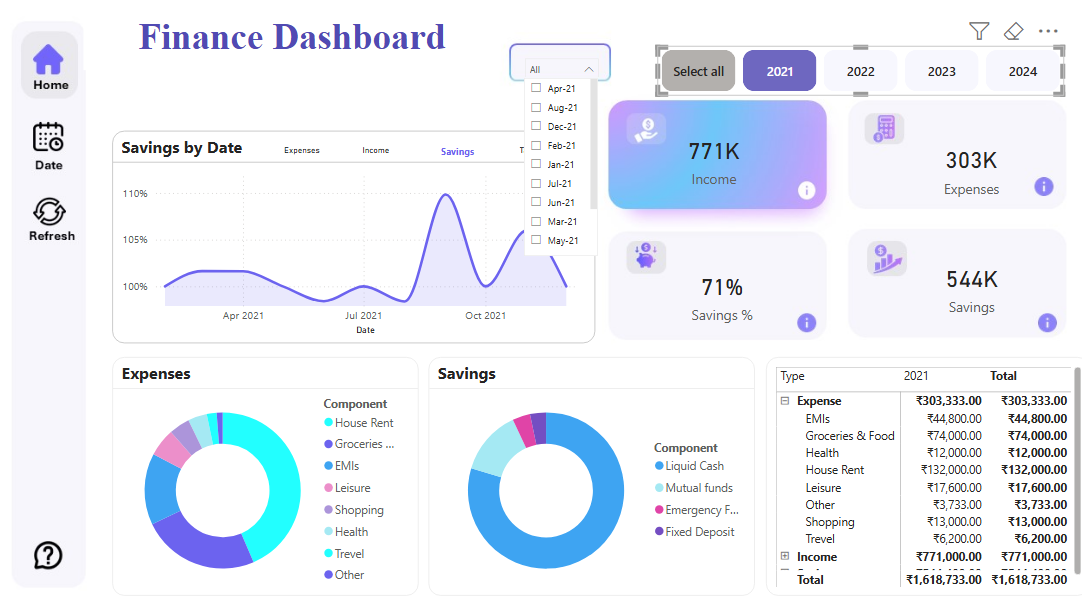 Finance Dashboard
Home
Date
Refresh
All
Apr-21
Aug-21
Dec-21
Feb-21
Jan-21
Jul-21
Jun-21
Mar-21
May-21
Select all 2021 2022 2023 2024
Savings by Date Expenses Income Savings
110%
105%
100%
Apr 2021 Jul 2021 Oct 2021
Date
771K
Income
303K
Expenses
71%
Savings %
544K
Savings
Expenses
Component
House Rent
Groceries ...
EMIs
Leisure
Shopping
Health
Trevel
Other
Savings
Component
Liquid Cash
Mutual funds
Emergency F...
Fixed Deposit
Type 2021 Total
Expense ₹303,333.00 ₹303,333.00
EMIs ₹44,800.00 ₹44,800.00
Groceries & Food ₹74,000.00 ₹74,000.00
Health ₹12,000.00 ₹12,000.00
House Rent ₹132,000.00 ₹132,000.00
Leisure ₹17,600.00 ₹17,600.00
Other ₹3,733.00 ₹3,733.00
Shopping ₹13,000.00 ₹13,000.00
Trevel ₹6,200.00 ₹6,200.00
Income ₹771,000.00 ₹771,000.00
Total ₹1,618,733.00 ₹1,618,733.00